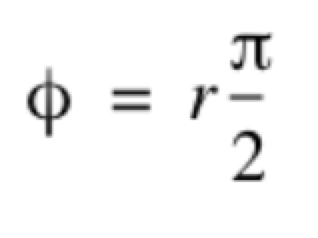 ϕ = r π/2